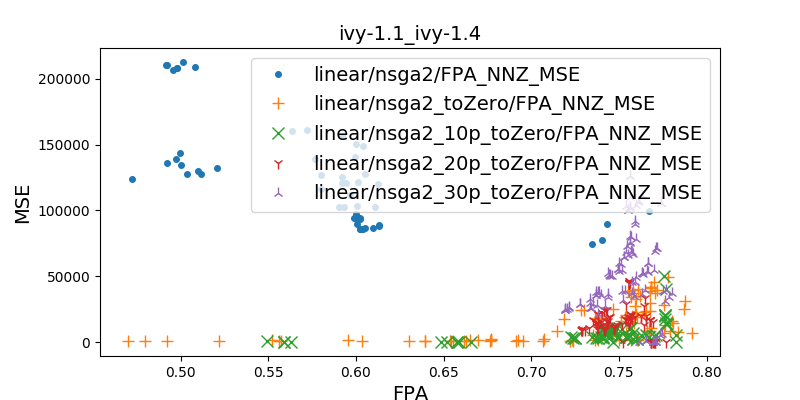 ivy-1.1_ivy-1.4
linear/nsga2/FPA_NNZ_MSE
linear/nsga2_toZero/FPA_NNZ_MSE
linear/nsga2_10p_toZero/FPA_NNZ_MSE
linear/nsga2_20p_toZero/FPA_NNZ_MSE
linear/nsga2_30p_toZero/FPA_NNZ_MSE
MSE
200000
150000
100000
50000
0
0.50 0.55 0.60 0.65 0.70 0.75 0.80
FPA